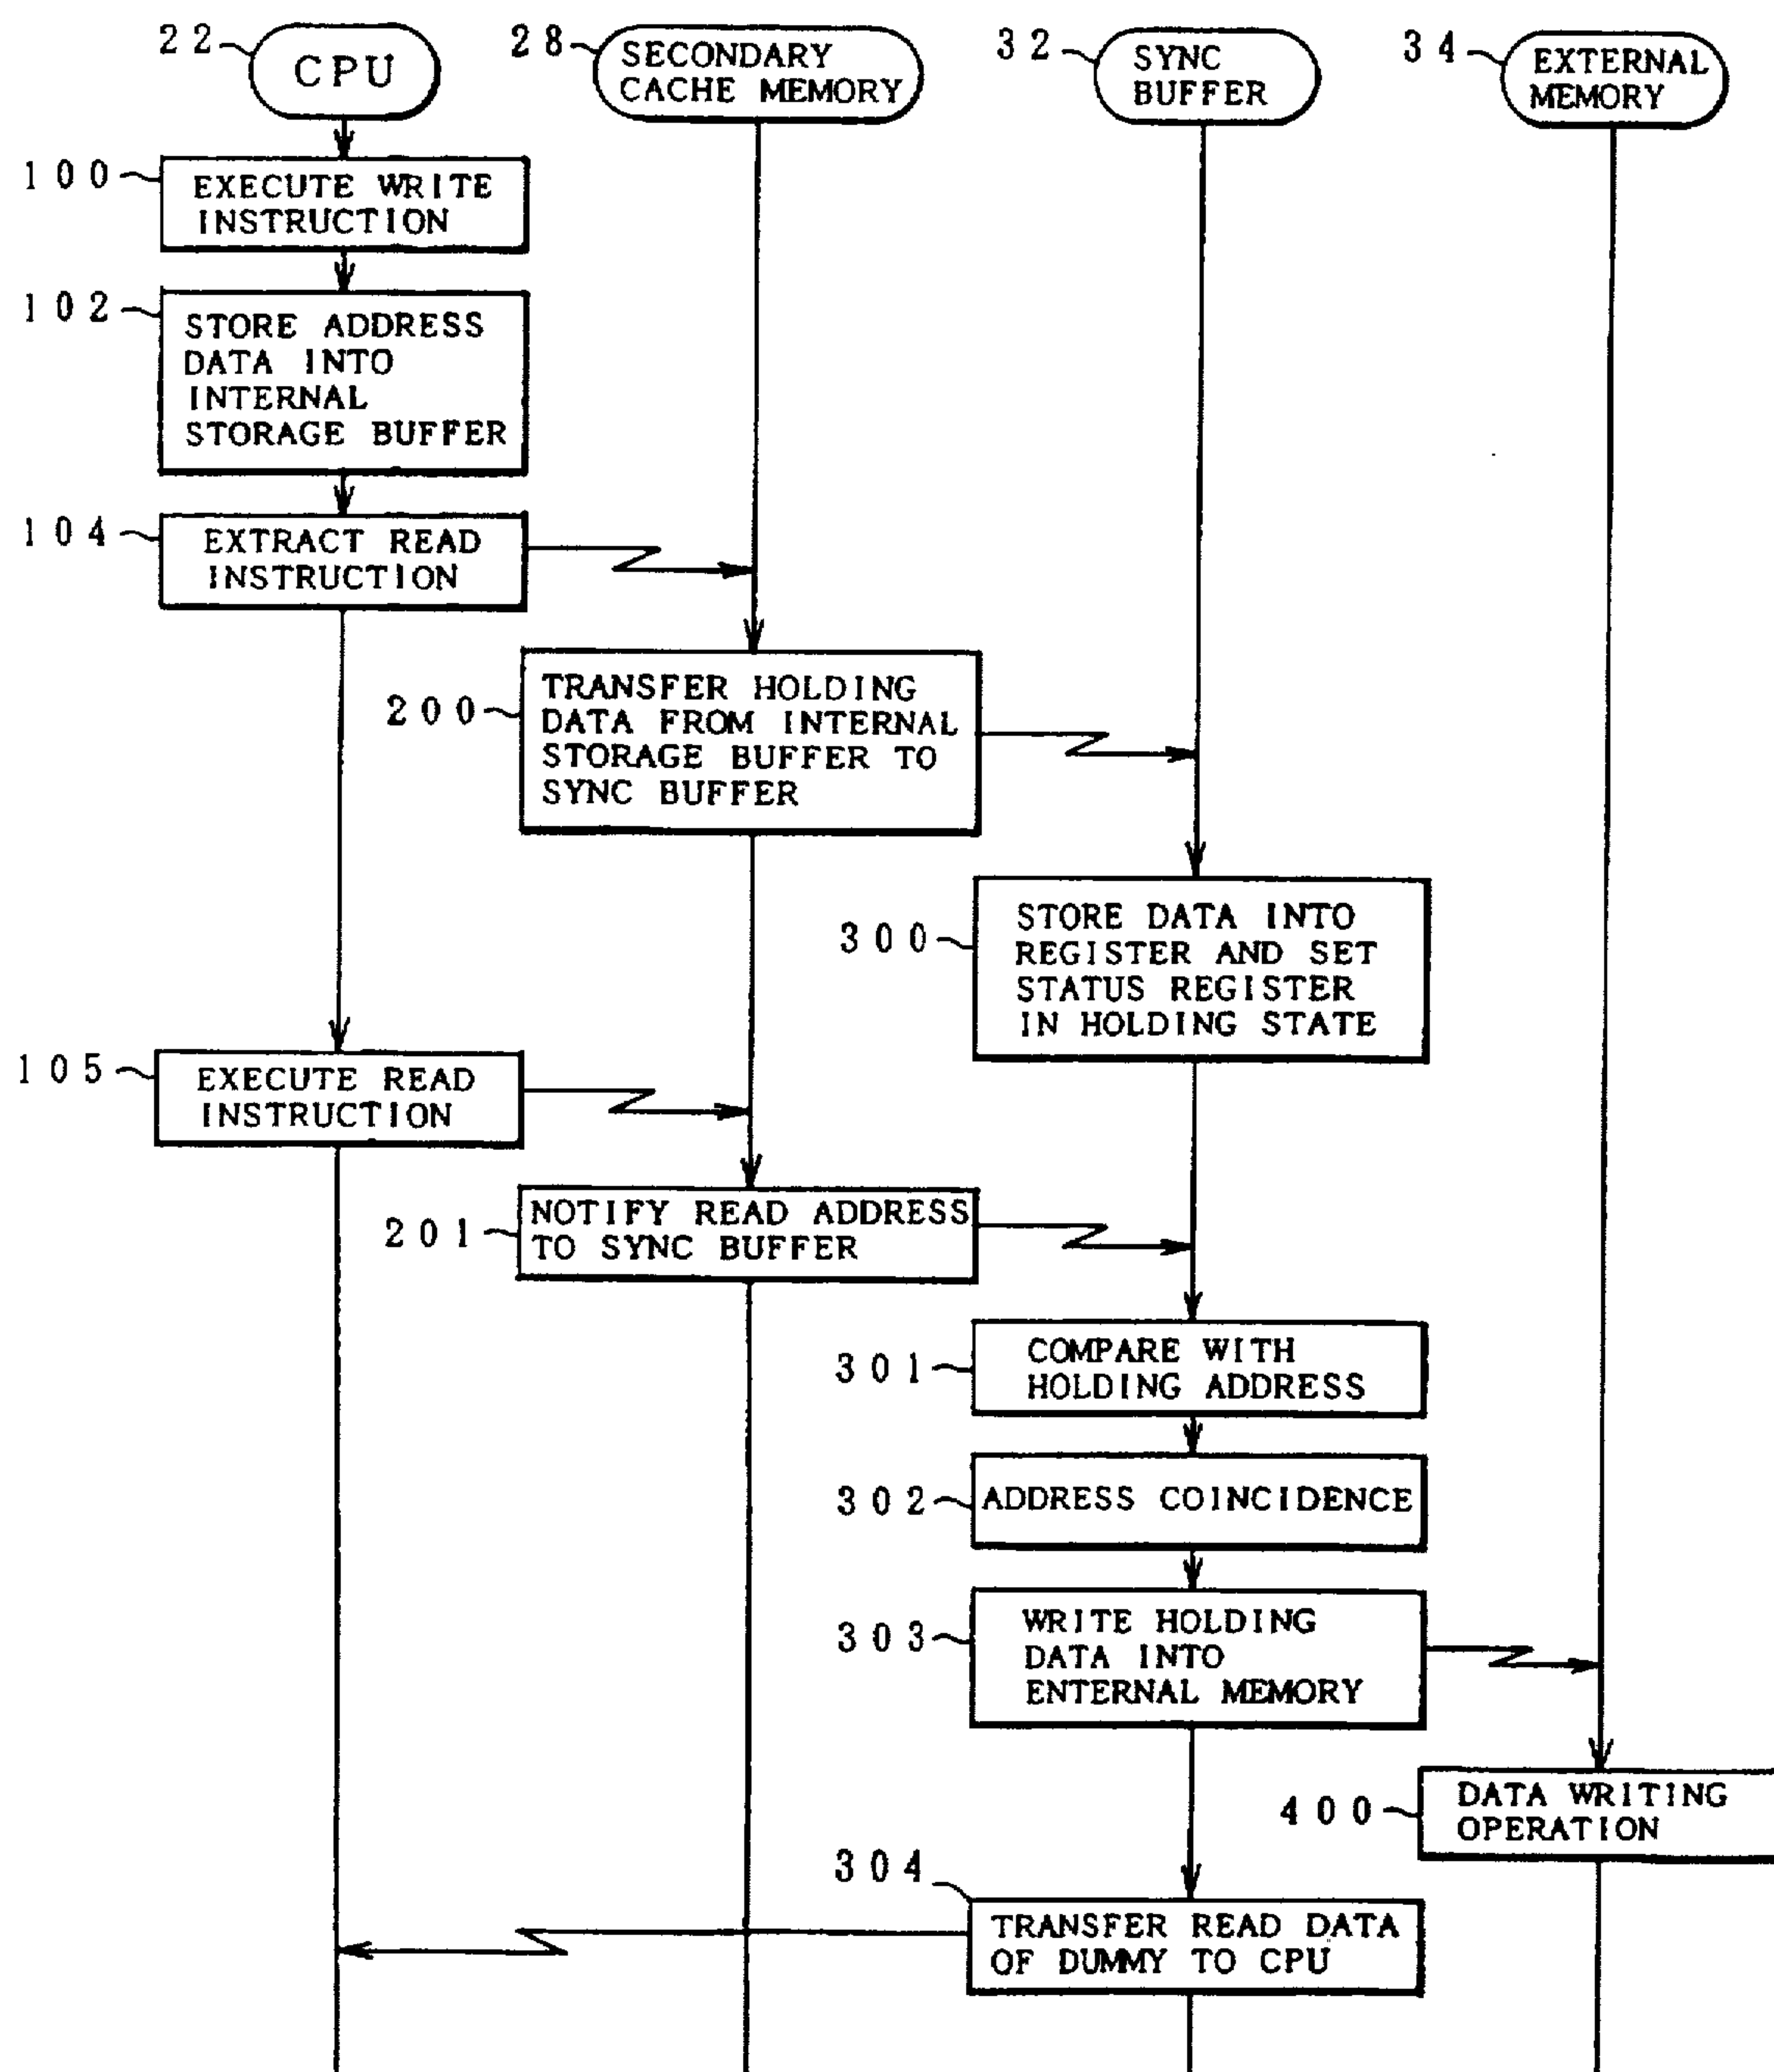 22
CPU
28
SECONDARY
CACHE MEMORY
32
SYNC
BUFFER
34
EXTERNAL
MEMORY
100
EXECUTE WRITE
INSTRUCTION
102
STORE ADDRESS
DATA INTO
INTERNAL
STORAGE BUFFER
104
EXTRACT READ
INSTRUCTION
200
TRANSFER HOLDING
DATA FROM INTERNAL
STORAGE BUFFER TO
SYNC BUFFER
300
STORE DATA INTO
REGISTER AND SET
STATUS REGISTER
IN HOLDING STATE
105
EXECUTE READ
INSTRUCTION
201
NOTIFY READ ADDRESS
TO SYNC BUFFER
301
COMPARE WITH
HOLDING ADDRESS
302
ADDRESS COINCIDENCE
303
WRITE HOLDING
DATA INTO
ENTERNAL MEMORY
400
DATA WRITING
OPERATION
304
TRANSFER READ DATA
OF DUMMY TO CPU